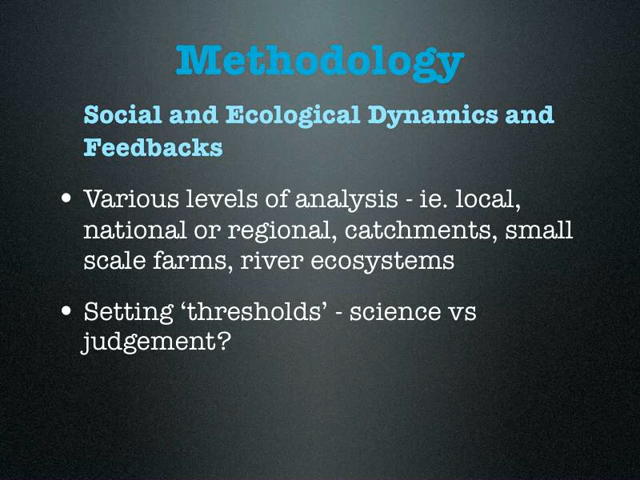 Methodology
Social and Ecological Dynamics and
Feedbacks
• Various levels of analysis - ie. local,
national or regional, catchments, small
scale farms, river ecosystems
• Setting ‘thresholds’ - science vs
judgement?